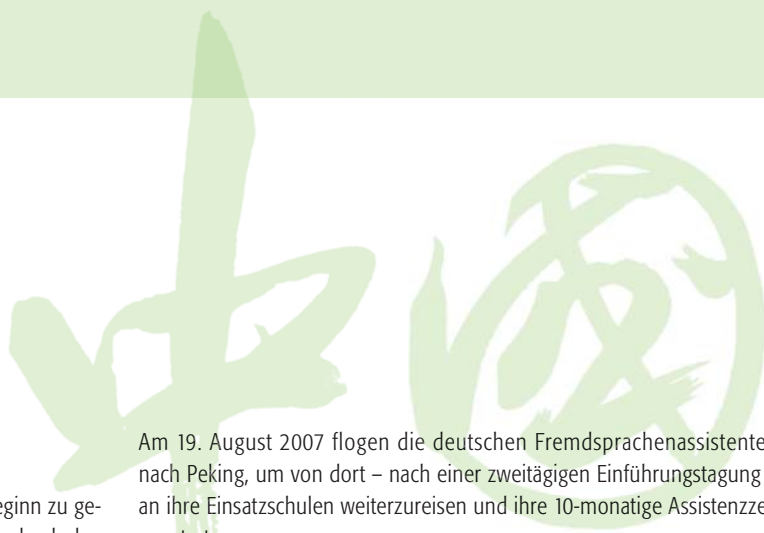 中國
eginn zu ge-
Am 19. August 2007 flogen die deutschen Fremdsprachenassistente
nach Peking, um von dort – nach einer zweitägigen Einführungstagung
an ihre Einsatzschulen weiterzureisen und ihre 10-monatige Assistenzze